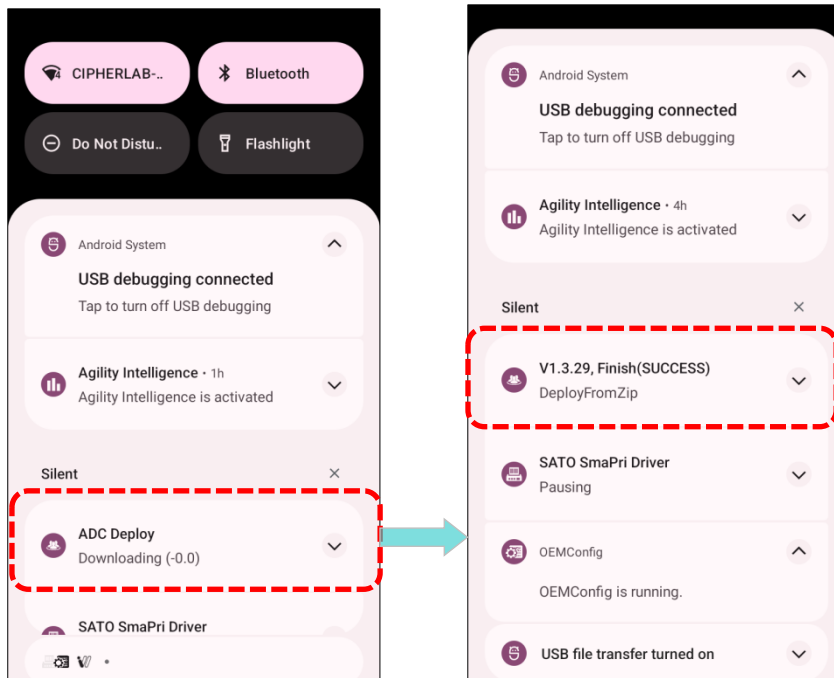 CIPHERLAB-..
Bluetooth
Do Not Distu..
Flashlight
Android System
USB debugging connected
Tap to turn off USB debugging
Agility Intelligence • 1h
Agility Intelligence is activated
Silent
ADC Deploy
Downloading (-0.0)
SATO SmaPri Driver
Android System
USB debugging connected
Tap to turn off USB debugging
Agility Intelligence • 4h
Agility Intelligence is activated
Silent
V1.3.29, Finish(SUCCESS)
DeployFromZip
SATO SmaPri Driver
Pausing
OEMConfig
OEMConfig is running.
USB file transfer turned on